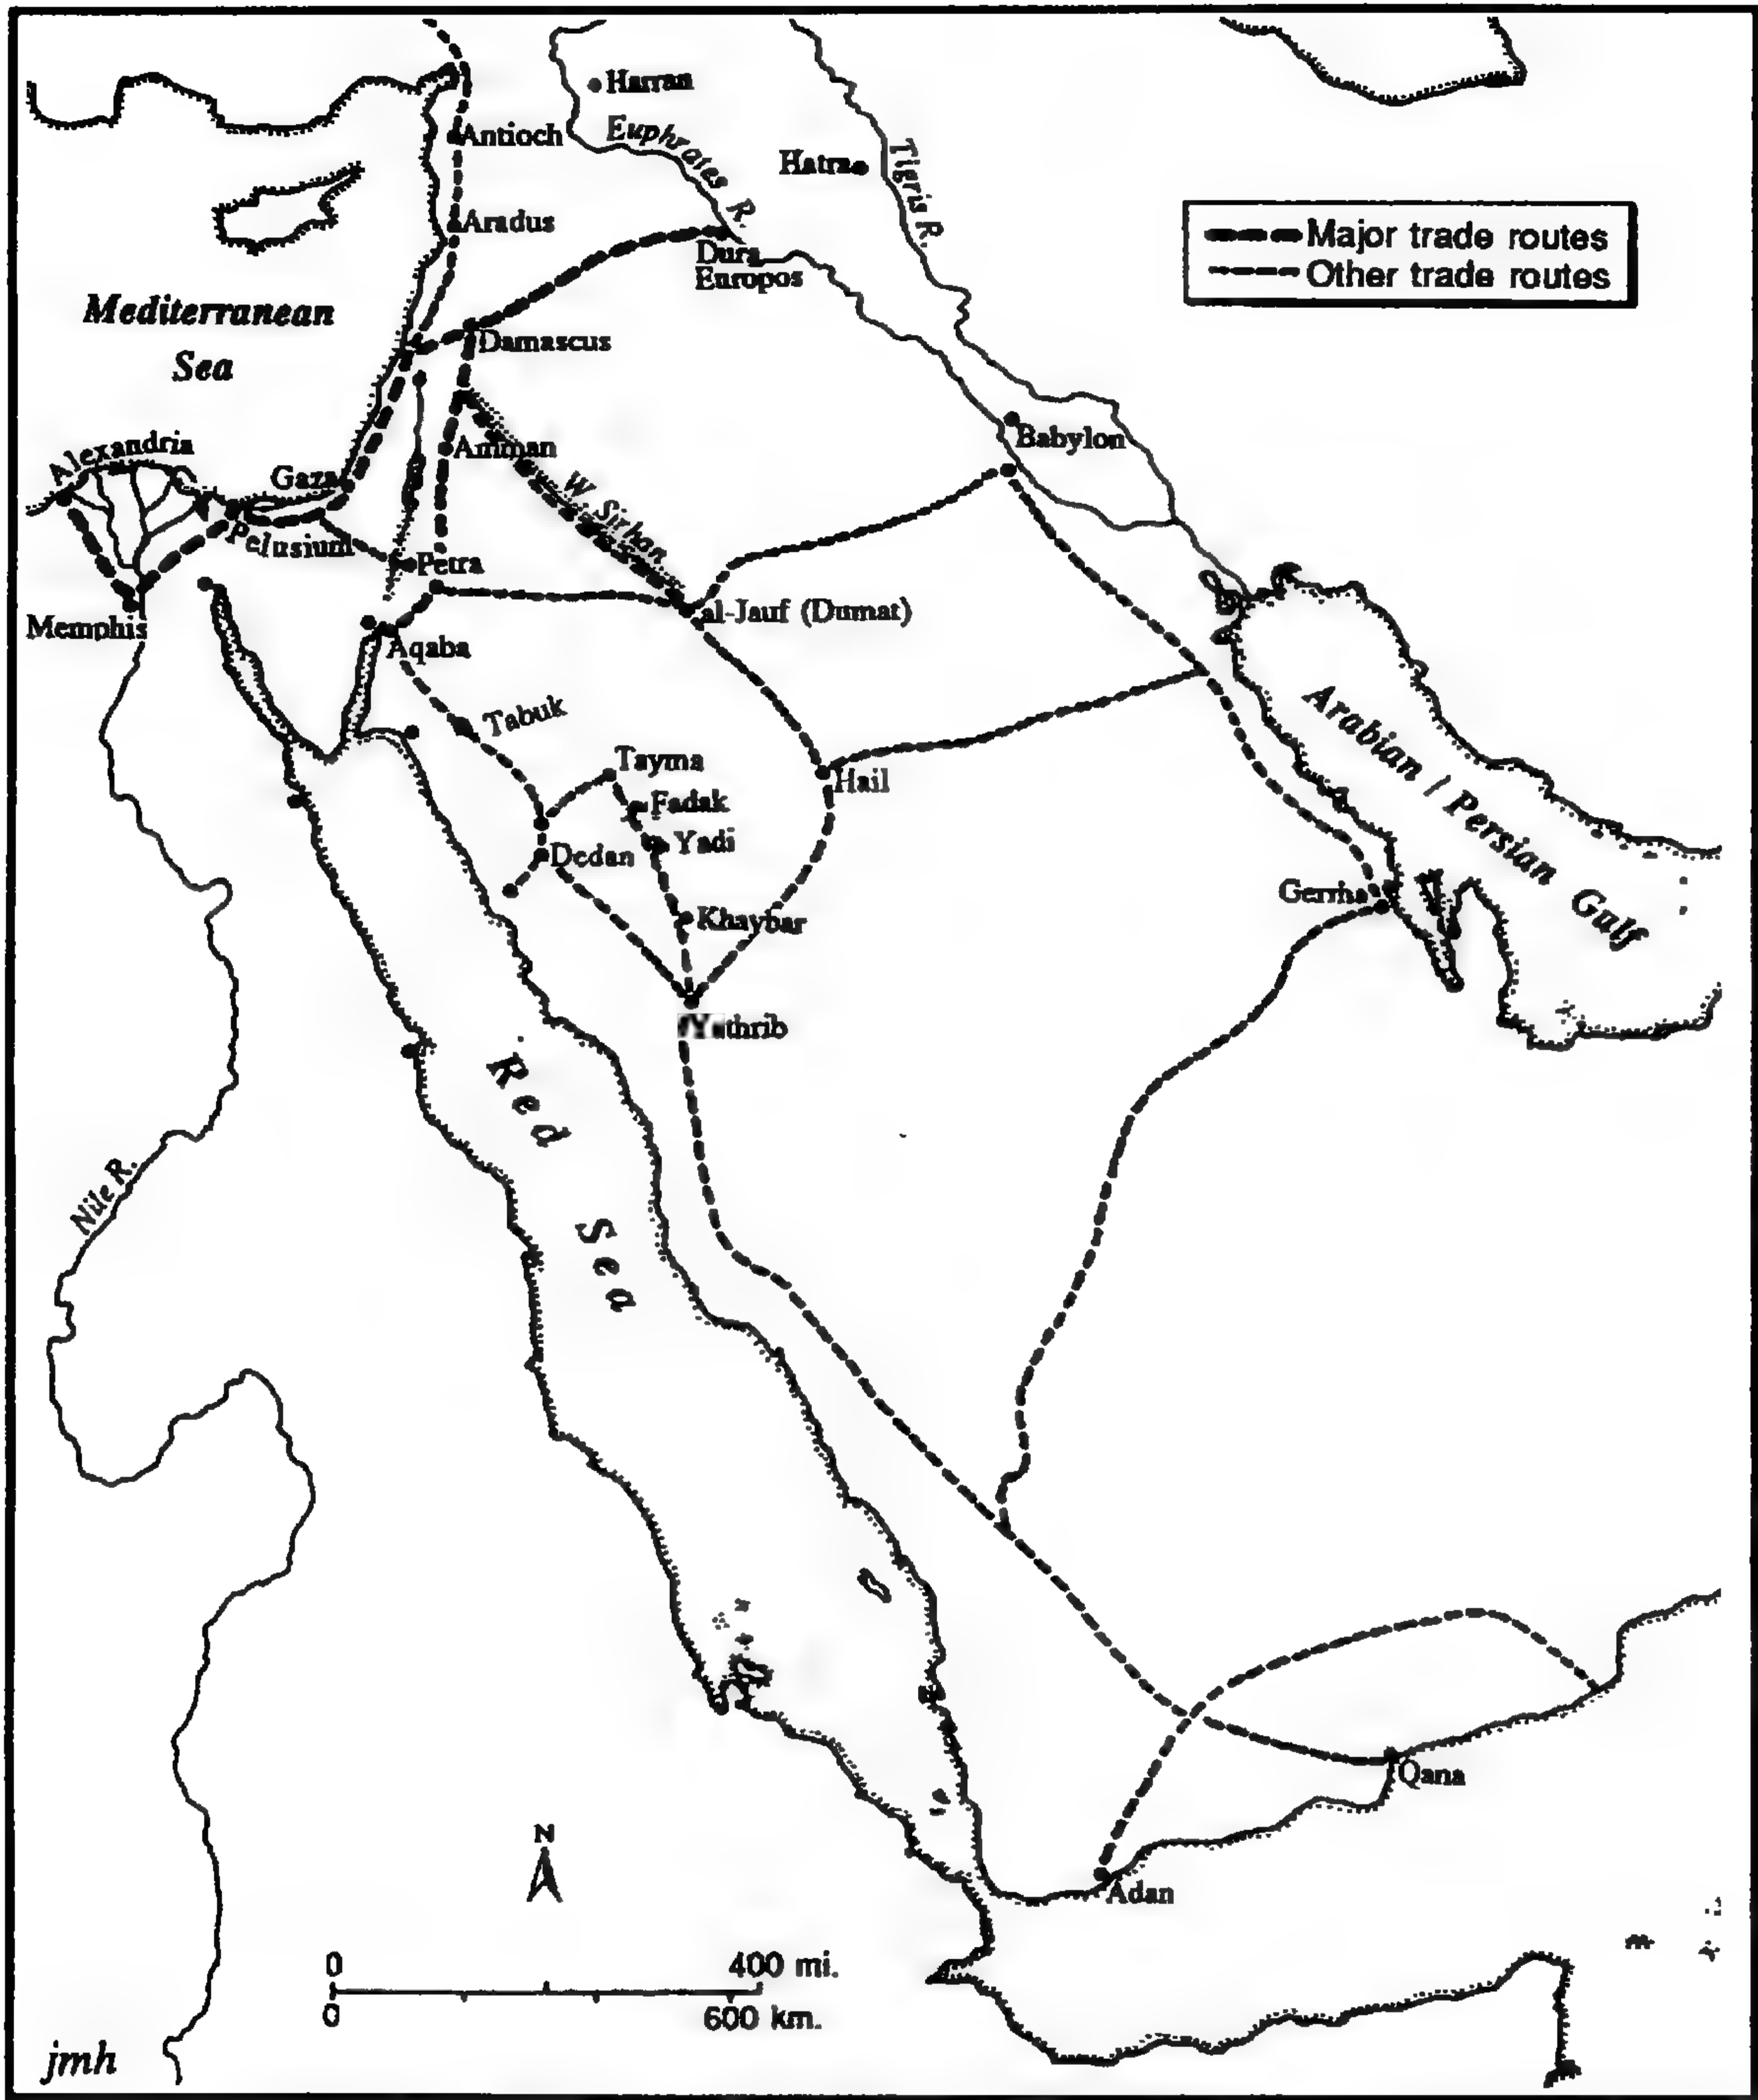 Harran
Euphrates R.
Antioch
Hatra
Tigris R.
Aradus
Major trade routes
Other trade routes
Dura
Europos
Mediterranean
Sea
Damascus
Alexandria
Gaza
Amman
Babylon
W. Sirhan
Pelusium
Petra
Memphis
al-Jauf (Dumat)
Aqaba
Tabuk
Tayma
Hail
Fadak
Yadi
Dedan
Arabian / Persian Gulf
Gerrha
Khaybar
Yathrib
Red Sea
Nile R.
Qana
N
Adan
0 400 mi.
0 600 km.
jmh